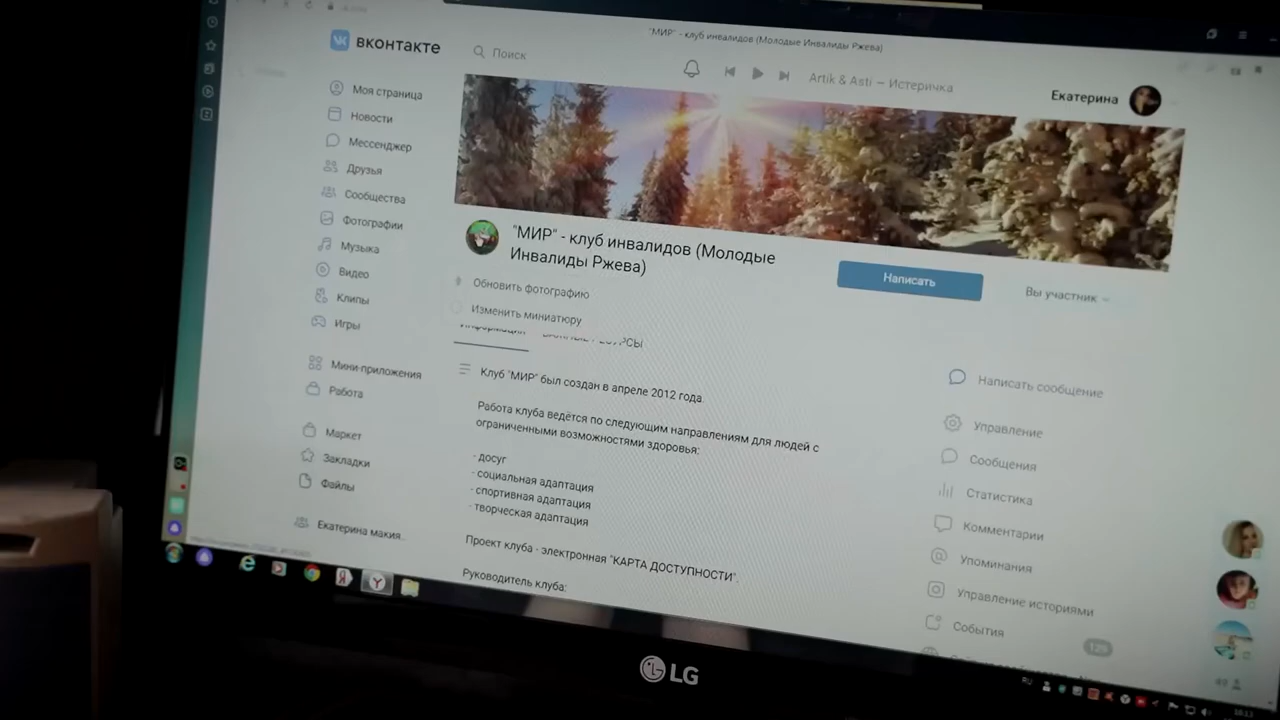 "МИР" - клуб инвалидов (Молодые Инвалиды Ржева)
вконтакте
Поиск
Artik & Asti – Истеричка
Екатерина
Моя страница
Новости
Мессенджер
Друзья
Сообщества
Фотографии
Музыка
Видео
Клипы
Игры
Мини-приложения
Работа
Маркет
Закладки
Файлы
Екатерина макия..
"МИР" - клуб инвалидов (Молодые
Инвалиды Ржева)
Написать
Вы участник
Обновить фотографию
Изменить миниатюру
Информация
Клуб "МИР" был создан в апреле 2012 года.
Работа клуба ведётся по следующим направлениям для людей с
ограниченными возможностями здоровья:
- досуг
- социальная адаптация
- спортивная адаптация
- творческая адаптация
Проект клуба - электронная "КАРТА ДОСТУПНОСТИ".
Руководитель клуба:
Написать сообщение
Управление
Сообщения
Статистика
Комментарии
Упоминания
Управление историями
События
LG